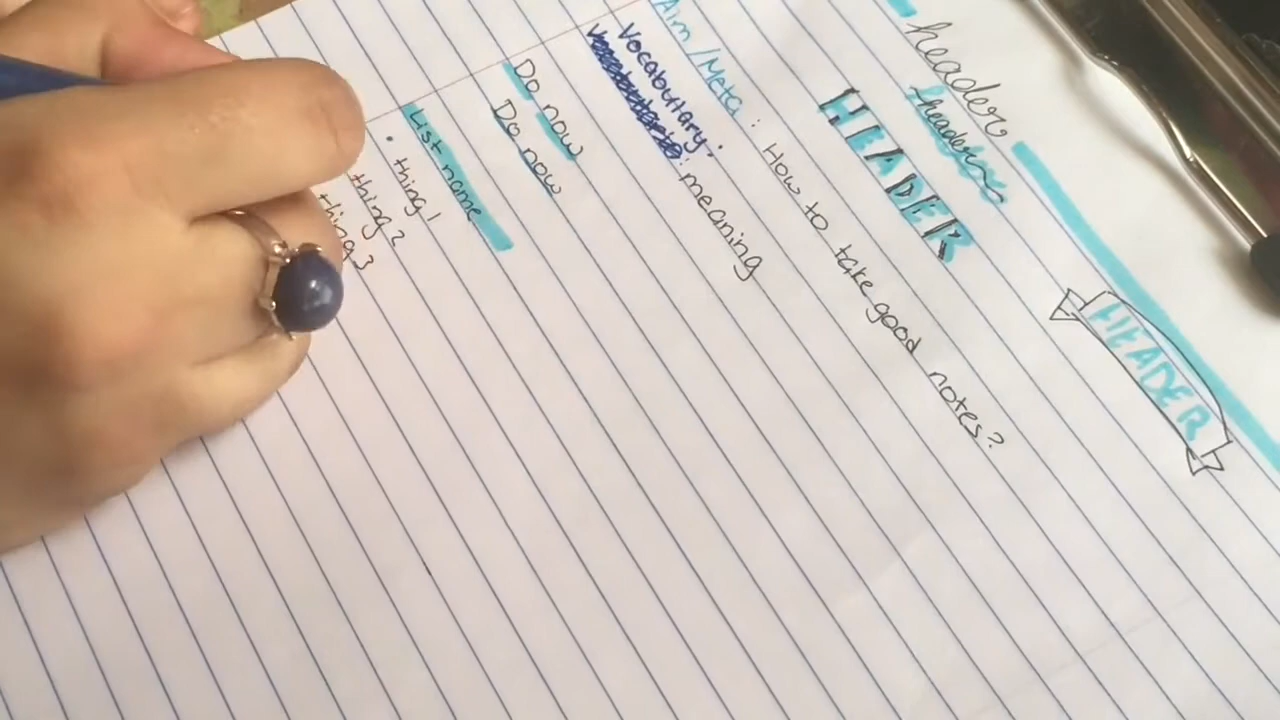 header
header
HEADER
HEADER
Aim/Meta : How to take good notes?
Vocabullary:
: meaning
Do now
Do now
List name
• thing 1
thing 2
thing 3